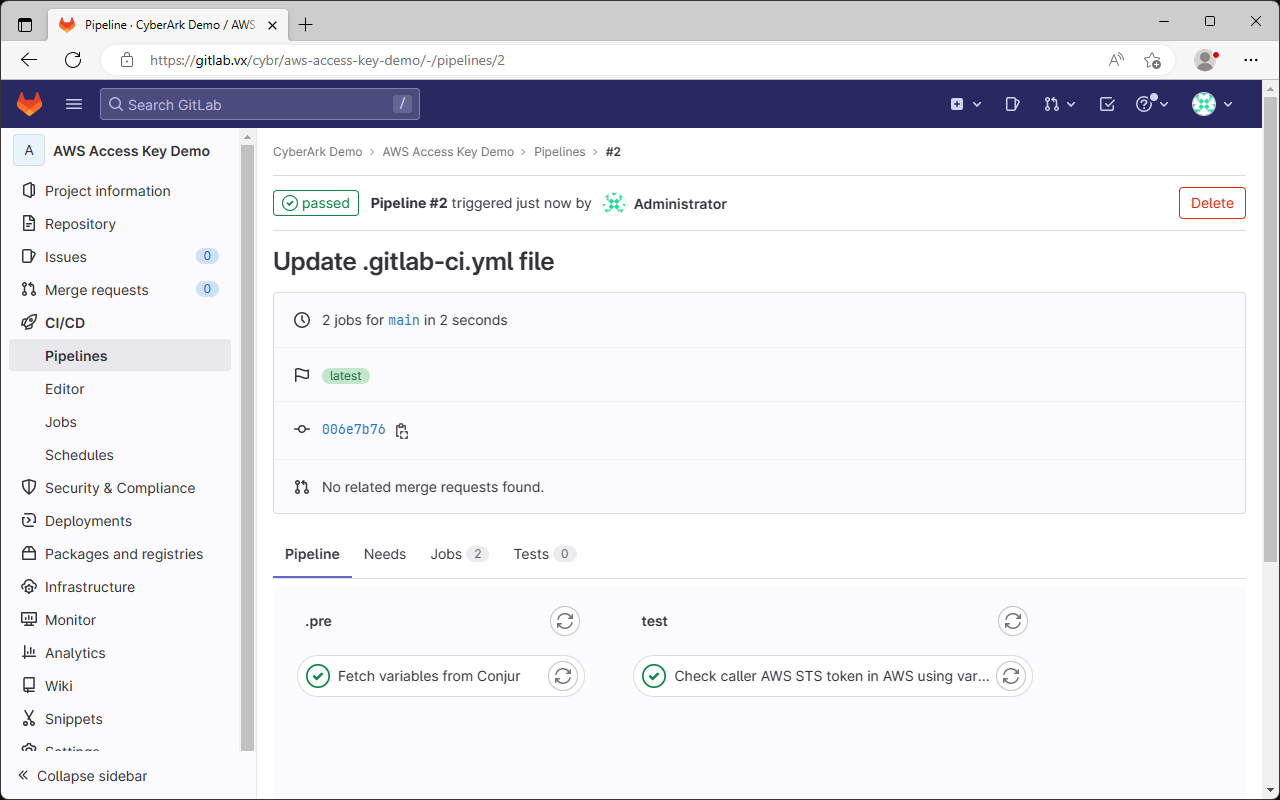 Pipeline · CyberArk Demo / AWS
https://gitlab.vx/cybr/aws-access-key-demo/-/pipelines/2
Search GitLab
/
A AWS Access Key Demo
Project information
Repository
Issues 0
Merge requests 0
CI/CD
Pipelines
Editor
Jobs
Schedules
Security & Compliance
Deployments
Packages and registries
Infrastructure
Monitor
Analytics
Wiki
Snippets
Settings
Collapse sidebar
CyberArk Demo › AWS Access Key Demo › Pipelines › #2
passed Pipeline #2 triggered just now by Administrator
Delete
Update .gitlab-ci.yml file
2 jobs for main in 2 seconds
latest
006e7b76
No related merge requests found.
Pipeline Needs Jobs 2 Tests 0
.pre
Fetch variables from Conjur
test
Check caller AWS STS token in AWS using var...